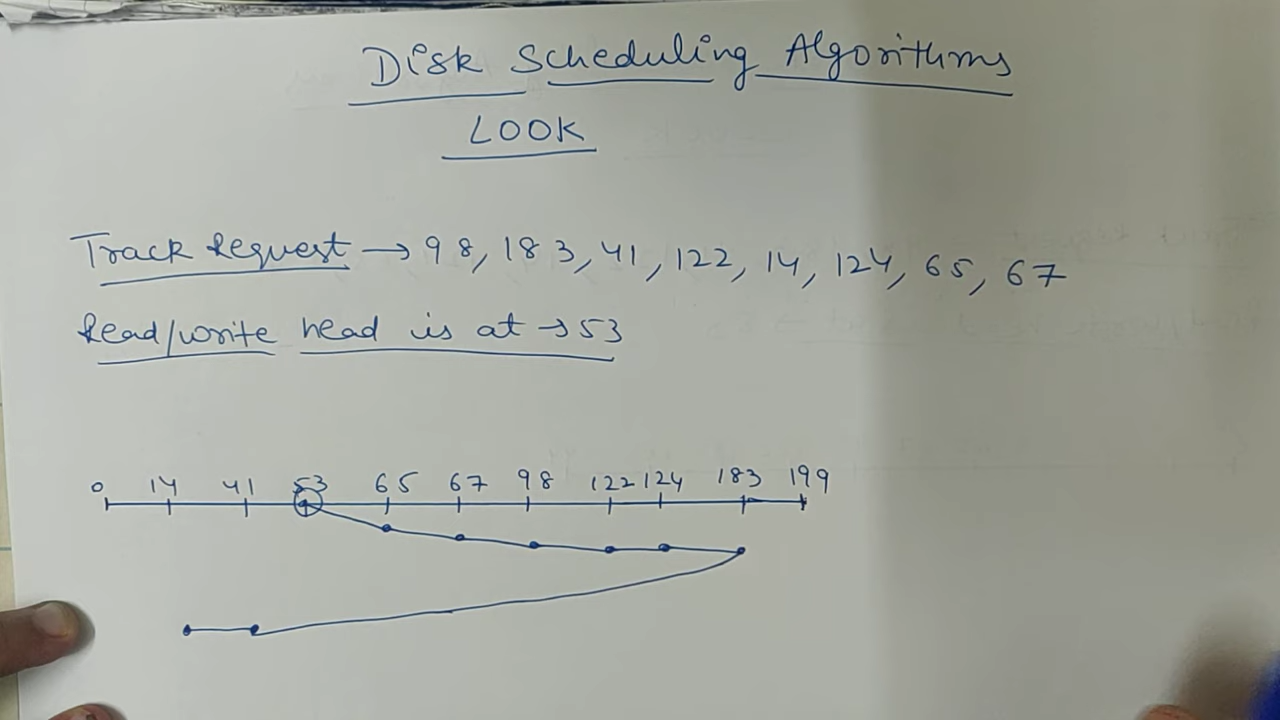 Disk Scheduling Algorithms
LOOK
Track Request → 98, 183, 41, 122, 14, 124, 65, 67
Read/write head is at → 53
0 14 41 53 65 67 98 122 124 183 199